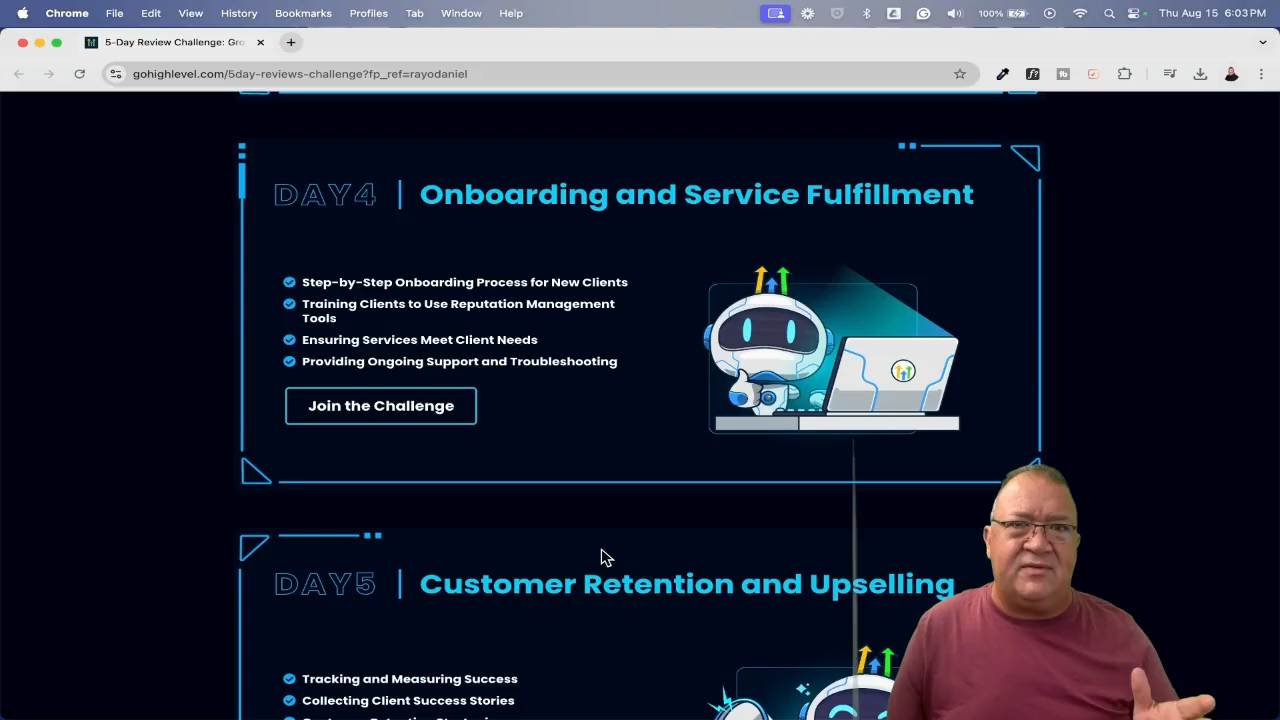 Chrome File Edit View History Bookmarks Profiles Tab Window Help 100% Thu Aug 15 6:03 PM
5-Day Review Challenge: Gro
gohighlevel.com/5day-reviews-challenge?fp_ref=rayodaniel
DAY4 | Onboarding and Service Fulfillment
Step-by-Step Onboarding Process for New Clients
Training Clients to Use Reputation Management
Tools
Ensuring Services Meet Client Needs
Providing Ongoing Support and Troubleshooting
Join the Challenge
DAY5 | Customer Retention and Upselling
Tracking and Measuring Success
Collecting Client Success Stories